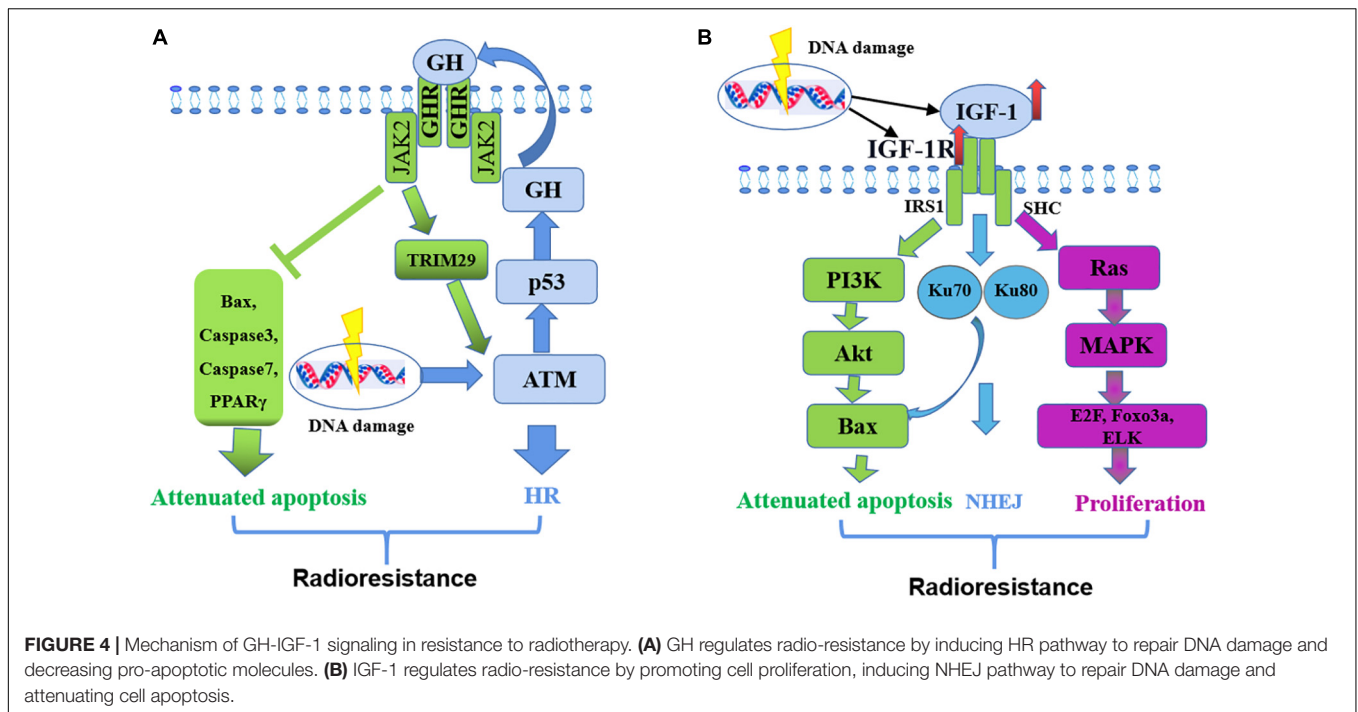 A
GH
GHR
GHR
JAK2
JAK2
GH
TRIM29
p53
Bax,
Caspase3,
Caspase7,
PPARγ
ATM
DNA damage
Attenuated apoptosis
HR
Radioresistance
B
DNA damage
IGF-1
IGF-1R
IRS1
SHC
PI3K
Ku70
Ku80
Ras
Akt
MAPK
Bax
E2F, Foxo3a,
ELK
Attenuated apoptosis
NHEJ
Proliferation
Radioresistance
FIGURE 4 | Mechanism of GH-IGF-1 signaling in resistance to radiotherapy. (A) GH regulates radio-resistance by inducing HR pathway to repair DNA damage and
decreasing pro-apoptotic molecules. (B) IGF-1 regulates radio-resistance by promoting cell proliferation, inducing NHEJ pathway to repair DNA damage and
attenuating cell apoptosis.